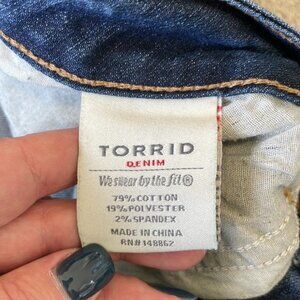 TORRID
DENIM
We swear by the fit®
79% COTTON
19% POLYESTER
2% SPANDEX
MADE IN CHINA
RN# 148862